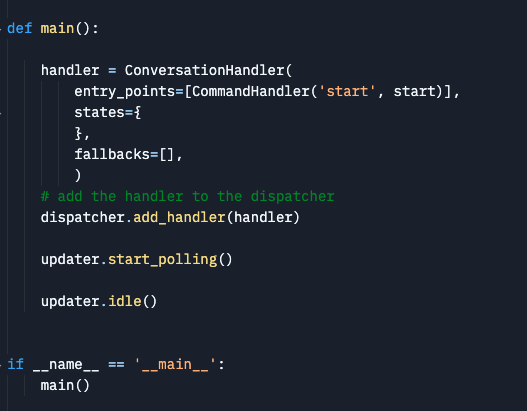 def main():
    handler = ConversationHandler(
        entry_points=[CommandHandler('start', start)],
        states={
        },
        fallbacks=[],
        )
    # add the handler to the dispatcher
    dispatcher.add_handler(handler)
    updater.start_polling()
    updater.idle()
if __name__ == '__main__':
    main()